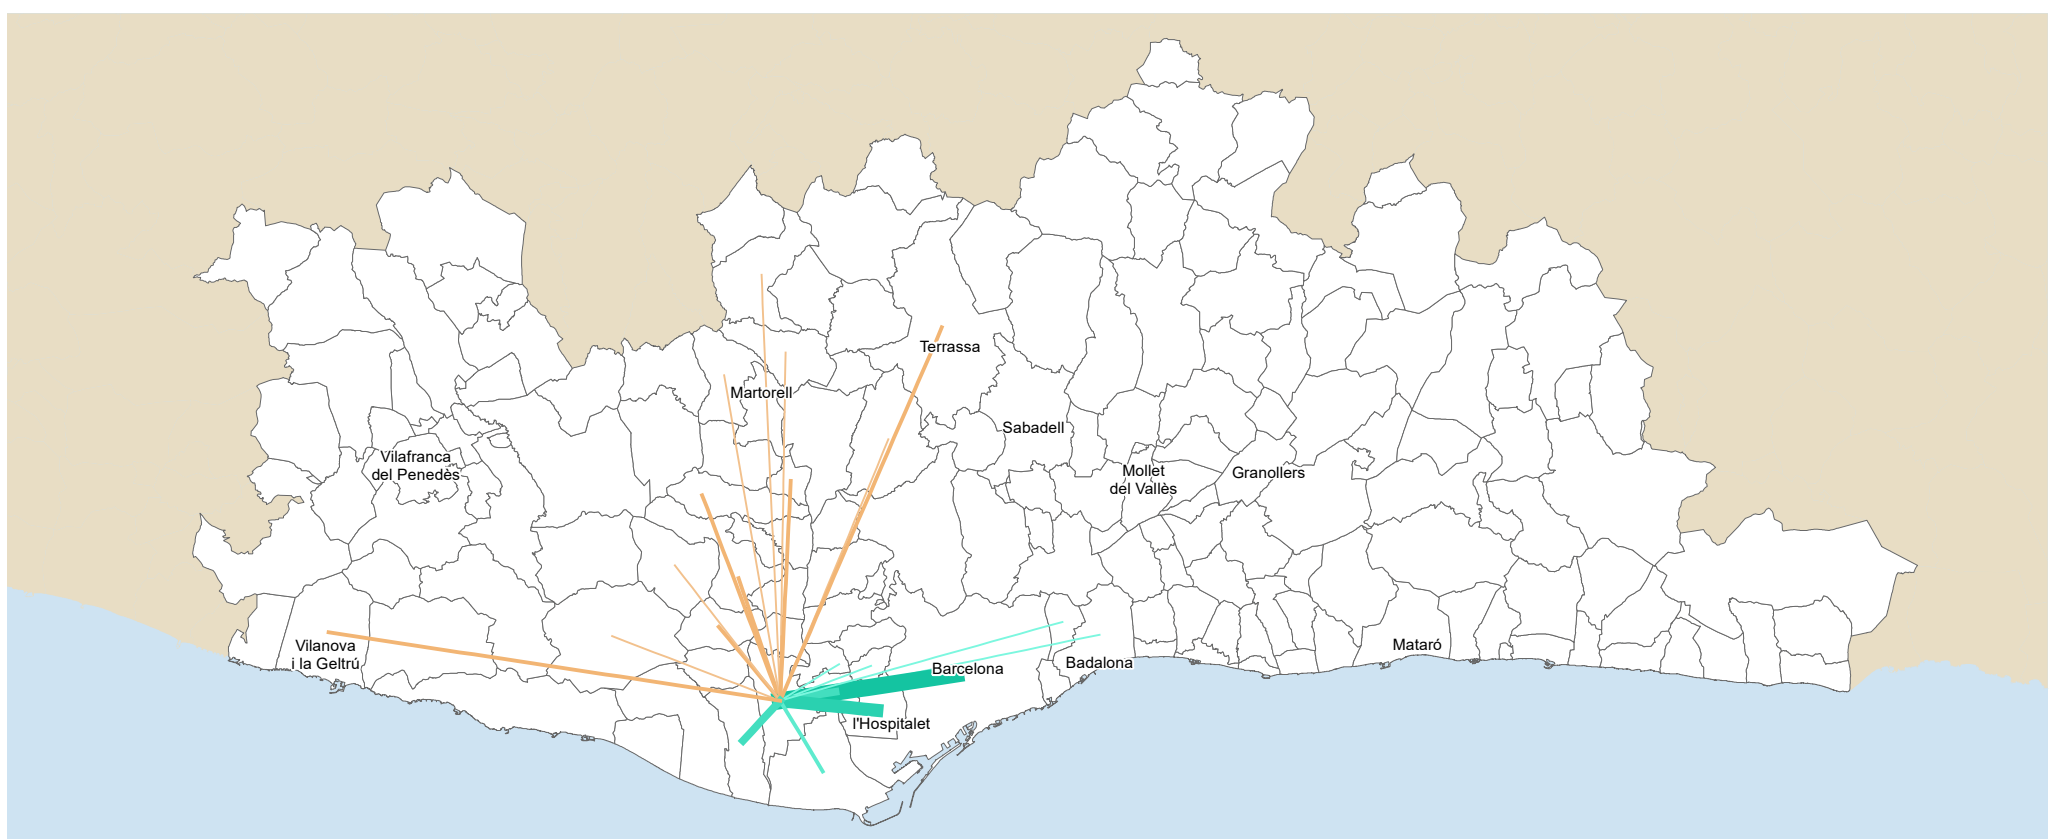 Terrassa
Martorell
Sabadell
Vilafranca
del Penedès
Mollet
del Vallès
Granollers
Vilanova
i la Geltrú
Mataró
Badalona
Barcelona
l'Hospitalet